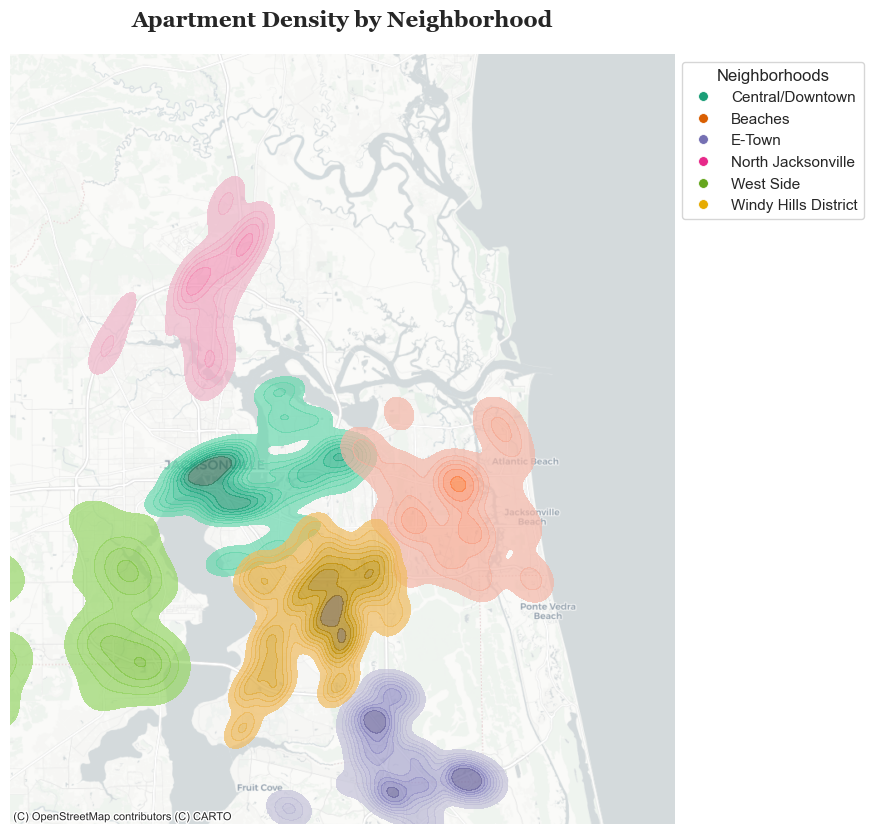 Apartment Density by Neighborhood
Neighborhoods
Central/Downtown
Beaches
E-Town
North Jacksonville
West Side
Windy Hills District
JACKSONVILLE
Atlantic Beach
Jacksonville
Beach
Ponte Vedra
Beach
Fruit Cove
(C) OpenStreetMap contributors (C) CARTO